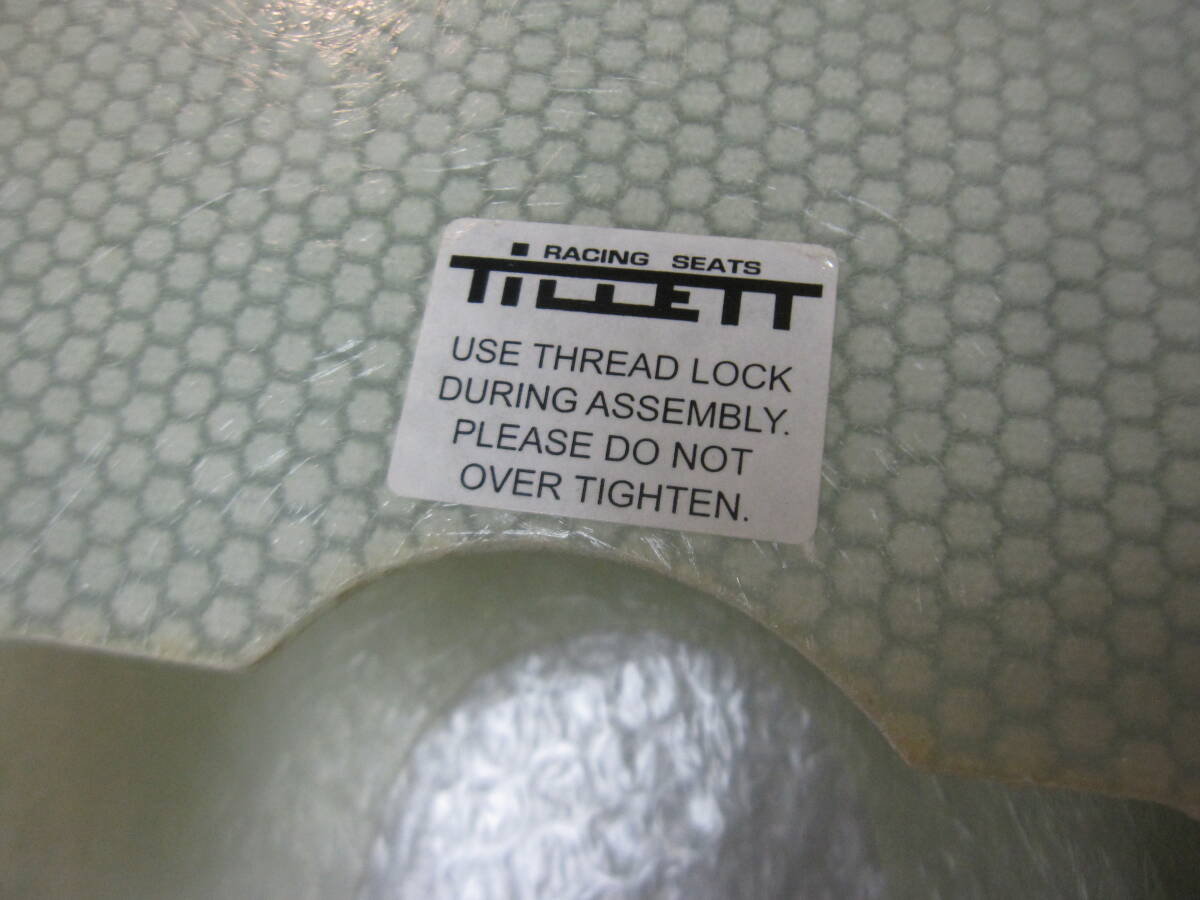 RACING SEATS
TiLLETT
USE THREAD LOCK
DURING ASSEMBLY.
PLEASE DO NOT
OVER TIGHTEN.